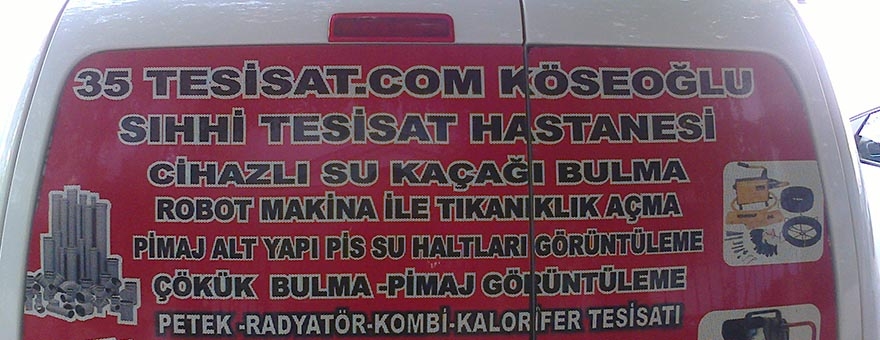 35 TESİSAT.COM KÖSEOĞLU
SIHHİ TESİSAT HASTANESİ
CİHAZLI SU KAÇAĞI BULMA
ROBOT MAKİNA İLE TIKANIKLIK AÇMA
PİMAJ ALT YAPI PİS SU HALTLARI GÖRÜNTÜLEME
ÇÖKÜK BULMA -PİMAJ GÖRÜNTÜLEME
PETEK -RADYATÖR-KOMBİ-KALORİFER TESİSATI